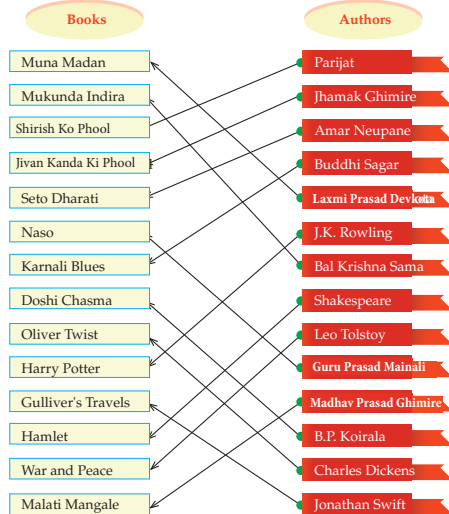 Books Authors
Muna Madan Parijat
Mukunda Indira Jhamak Ghimire
Shirish Ko Phool Amar Neupane
Jivan Kanda Ki Phool Buddhi Sagar
Seto Dharati Laxmi Prasad Devkota
Naso J.K. Rowling
Karnali Blues Bal Krishna Sama
Doshi Chasma Shakespeare
Oliver Twist Leo Tolstoy
Harry Potter Guru Prasad Mainali
Gulliver's Travels Madhav Prasad Ghimire
Hamlet B.P. Koirala
War and Peace Charles Dickens
Malati Mangale Jonathan Swift